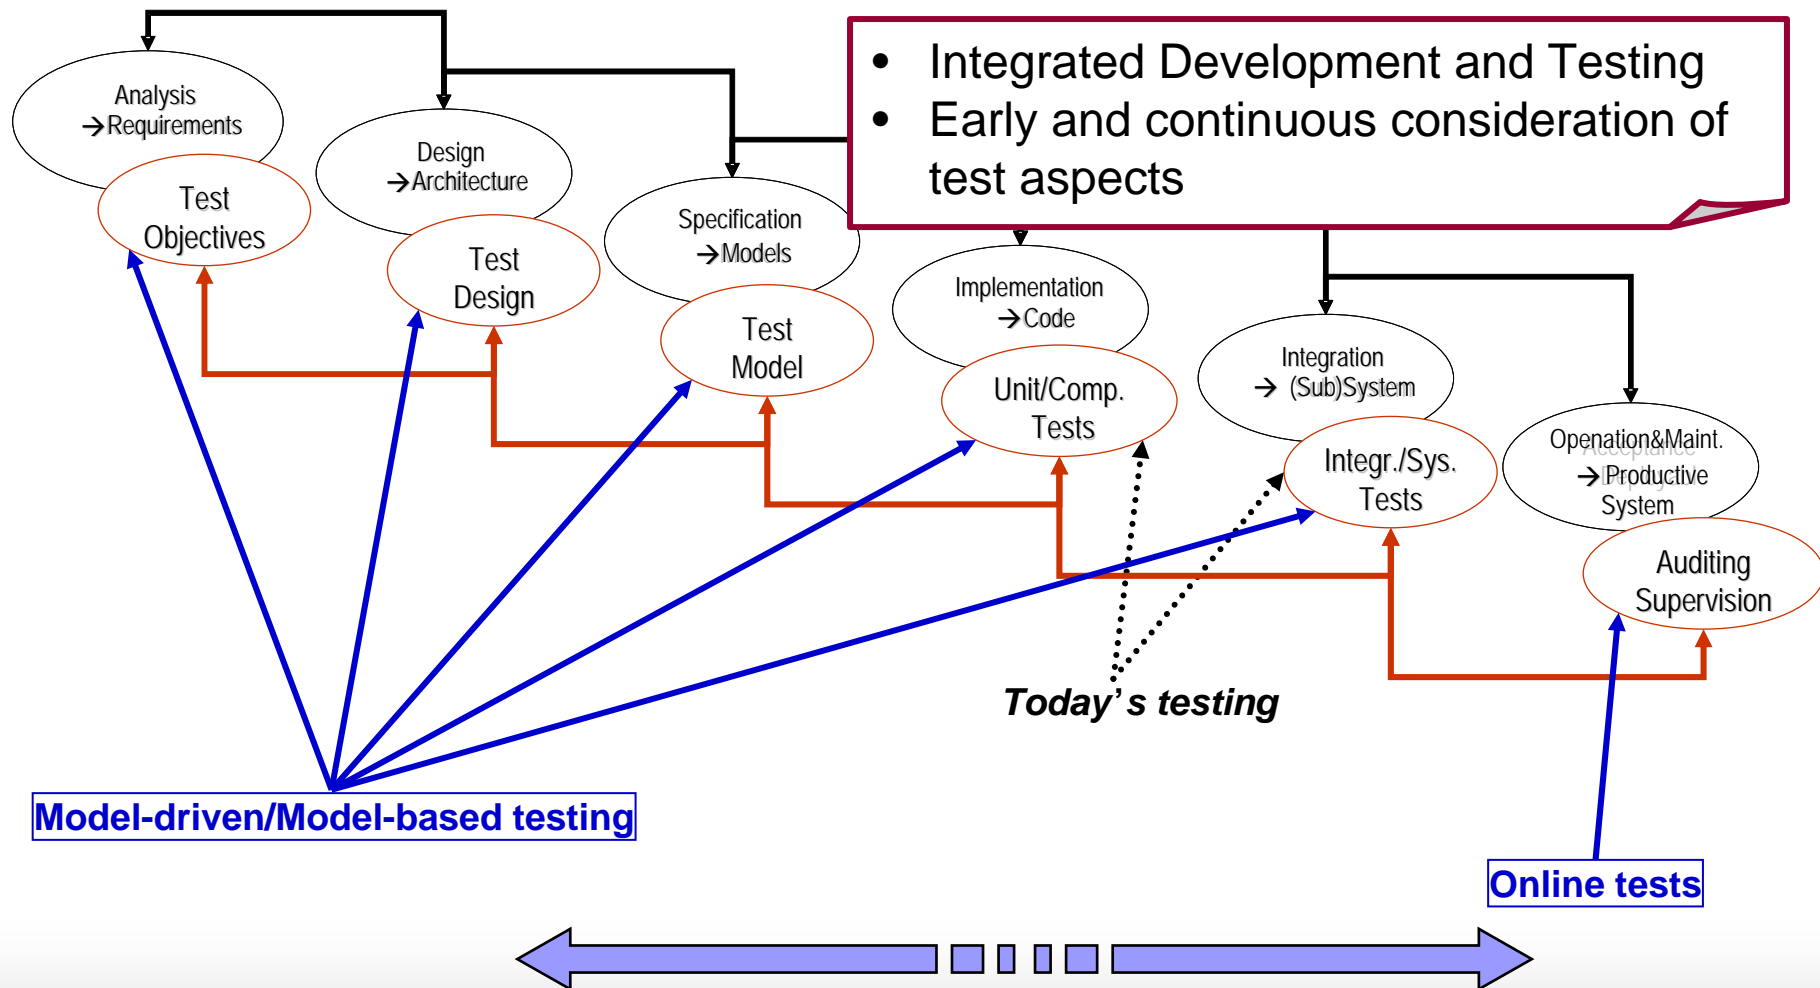 • Integrated Development and Testing
• Early and continuous consideration of
test aspects
Analysis
→Requirements
Test
Objectives
Design
→Architecture
Test
Design
Specification
→Models
Test
Model
Implementation
→Code
Unit/Comp.
Tests
Integration
→ (Sub)System
Integr./Sys.
Tests
Openation&Maint.
Acceptance
→Productive
System
Auditing
Supervision
Today's testing
Model-driven/Model-based testing
Online tests